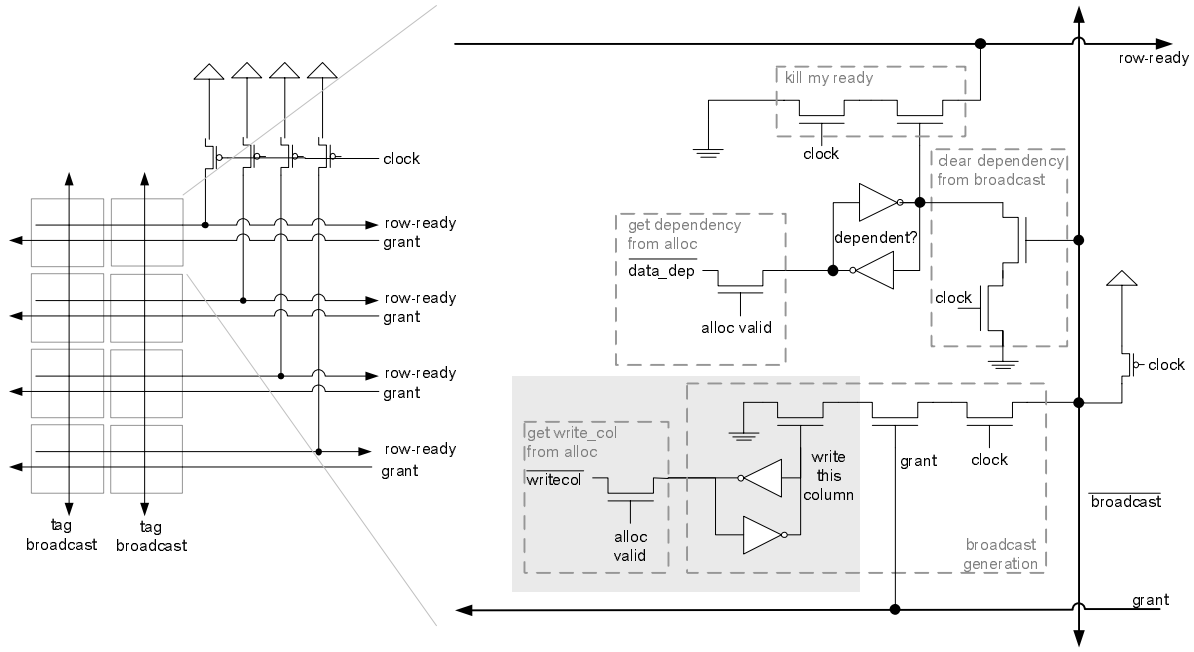 row-ready
kill my ready
clock
clock
clear dependency
from broadcast
row-ready
grant
get dependency
from alloc
dependent?
data_dep
clock
alloc valid
row-ready
grant
clock
row-ready
grant
get write_col
from alloc
write
this
column
grant
clock
row-ready
grant
writecol
broadcast
tag
broadcast
tag
broadcast
alloc
valid
broadcast
generation
grant